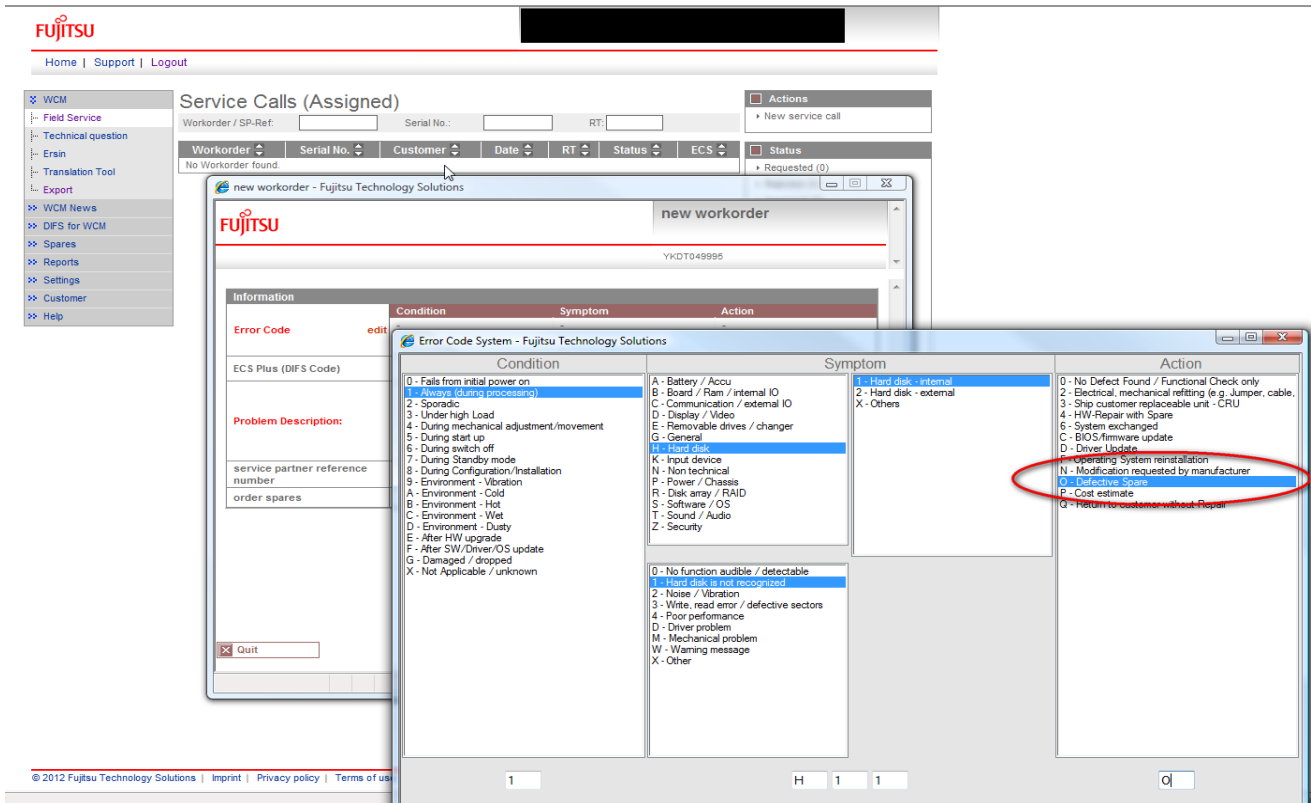 FUJITSU
Home | Support | Logout
WCM
Field Service
Technical question
Ersin
Translation Tool
Export
WCM News
DIFS for WCM
Spares
Reports
Settings
Customer
Help
Service Calls (Assigned)
Workorder / SP-Ref: Serial No.: RT:
Workorder Serial No. Customer Date RT Status ECS
No Workorder found.
Actions
New service call
Status
Requested (0)
new workorder - Fujitsu Technology Solutions
FUJITSU
new workorder
YKDT049995
Information
Condition Symptom Action
Error Code edit - - -
ECS Plus (DIFS Code)
Problem Description:
service partner reference
number
order spares
Quit
Error Code System - Fujitsu Technology Solutions
Condition
0 - Fails from initial power on
1 - Always (during processing)
2 - Sporadic
3 - Under high Load
4 - During mechanical adjustment/movement
5 - During start up
6 - During switch off
7 - During Standby mode
8 - During Configuration/Installation
9 - Environment - Vibration
A - Environment - Cold
B - Environment - Hot
C - Environment - Wet
D - Environment - Dusty
E - After HW upgrade
F - After SW/Driver/OS update
G - Damaged / dropped
X - Not Applicable / unknown
Symptom
A - Battery / Accu
B - Board / Ram / internal IO
C - Communication / external IO
D - Display / Video
E - Removable drives / changer
G - General
H - Hard disk
K - Input device
N - Non technical
P - Power / Chassis
R - Disk array / RAID
S - Software / OS
T - Sound / Audio
Z - Security
1 - Hard disk - internal
2 - Hard disk - external
X - Others
0 - No function audible / detectable
1 - Hard disk is not recognized
2 - Noise / Vibration
3 - Write, read error / defective sectors
4 - Poor performance
D - Driver problem
M - Mechanical problem
W - Warning message
X - Other
Action
0 - No Defect Found / Functional Check only
2 - Electrical, mechanical refitting (e.g. Jumper, cable,
3 - Ship customer replaceable unit - CRU
4 - HW-Repair with Spare
6 - System exchanged
C - BIOS/firmware update
D - Driver Update
F - Operating System reinstallation
N - Modification requested by manufacturer
O - Defective Spare
P - Cost estimate
Q - Return to customer without Repair
1 H 1 1 O
© 2012 Fujitsu Technology Solutions | Imprint | Privacy policy | Terms of us